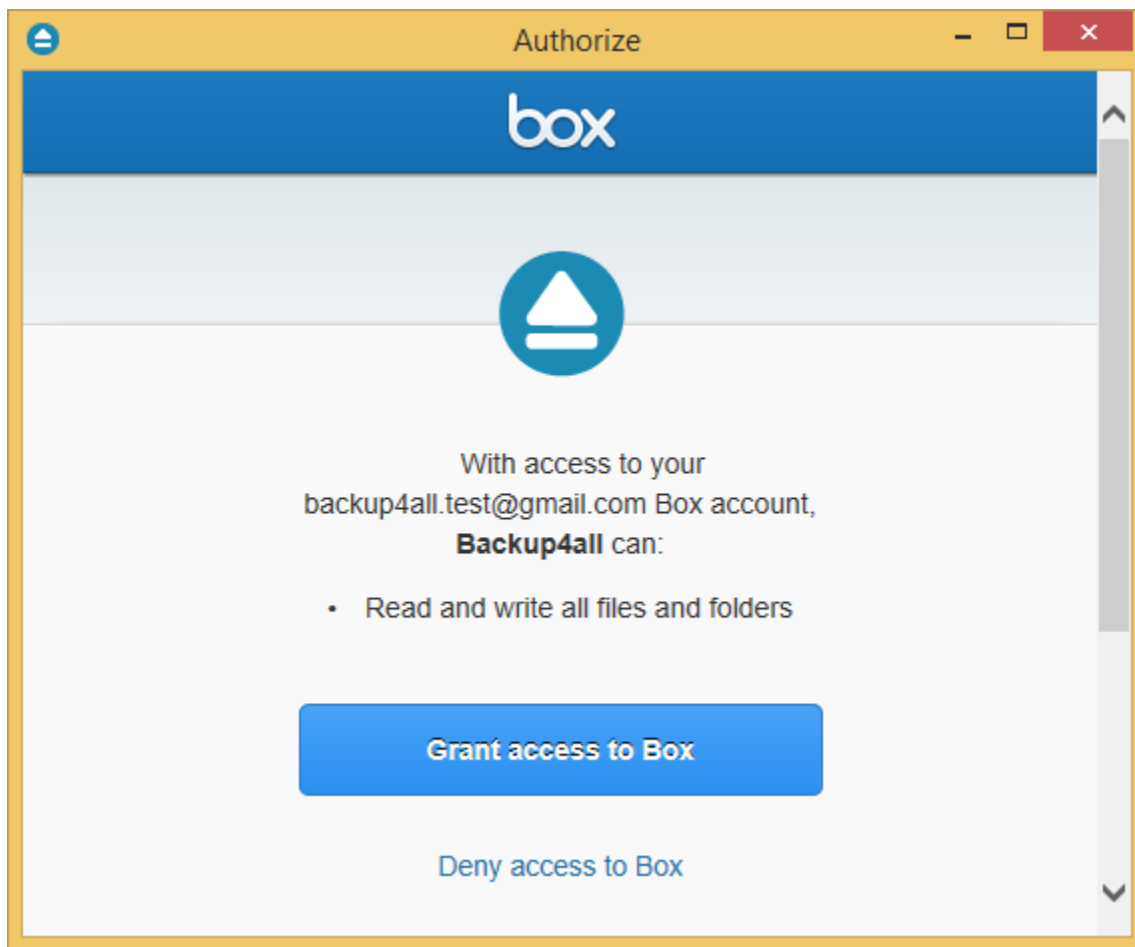 Authorize
box
With access to your
backup4all.test@gmail.com Box account,
Backup4all can:
• Read and write all files and folders
Grant access to Box
Deny access to Box